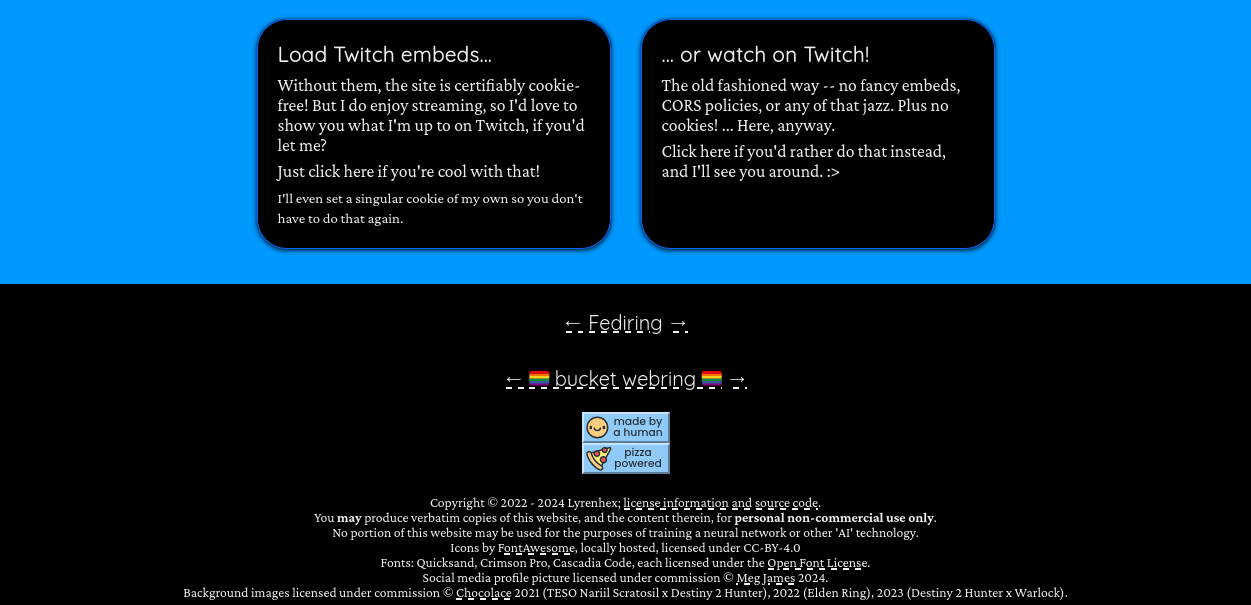 Load Twitch embeds...
Without them, the site is certifiably cookie-
free! But I do enjoy streaming, so I'd love to
show you what I'm up to on Twitch, if you'd
let me?
Just click here if you're cool with that!
I'll even set a singular cookie of my own so you don't
have to do that again.
... or watch on Twitch!
The old fashioned way -- no fancy embeds,
CORS policies, or any of that jazz. Plus no
cookies! ... Here, anyway.
Click here if you'd rather do that instead,
and I'll see you around. :>
← Fediring →
← 🏳️‍🌈 bucket webring 🏳️‍🌈 →
made by
a human
pizza
powered
Copyright © 2022 - 2024 Lyrenhex; license information and source code.
You may produce verbatim copies of this website, and the content therein, for personal non-commercial use only.
No portion of this website may be used for the purposes of training a neural network or other 'AI' technology.
Icons by FontAwesome, locally hosted, licensed under CC-BY-4.0
Fonts: Quicksand, Crimson Pro, Cascadia Code, each licensed under the Open Font License.
Social media profile picture licensed under commission © Meg James 2024.
Background images licensed under commission © Chocolace 2021 (TESO Nariil Scratosil x Destiny 2 Hunter), 2022 (Elden Ring), 2023 (Destiny 2 Hunter x Warlock).